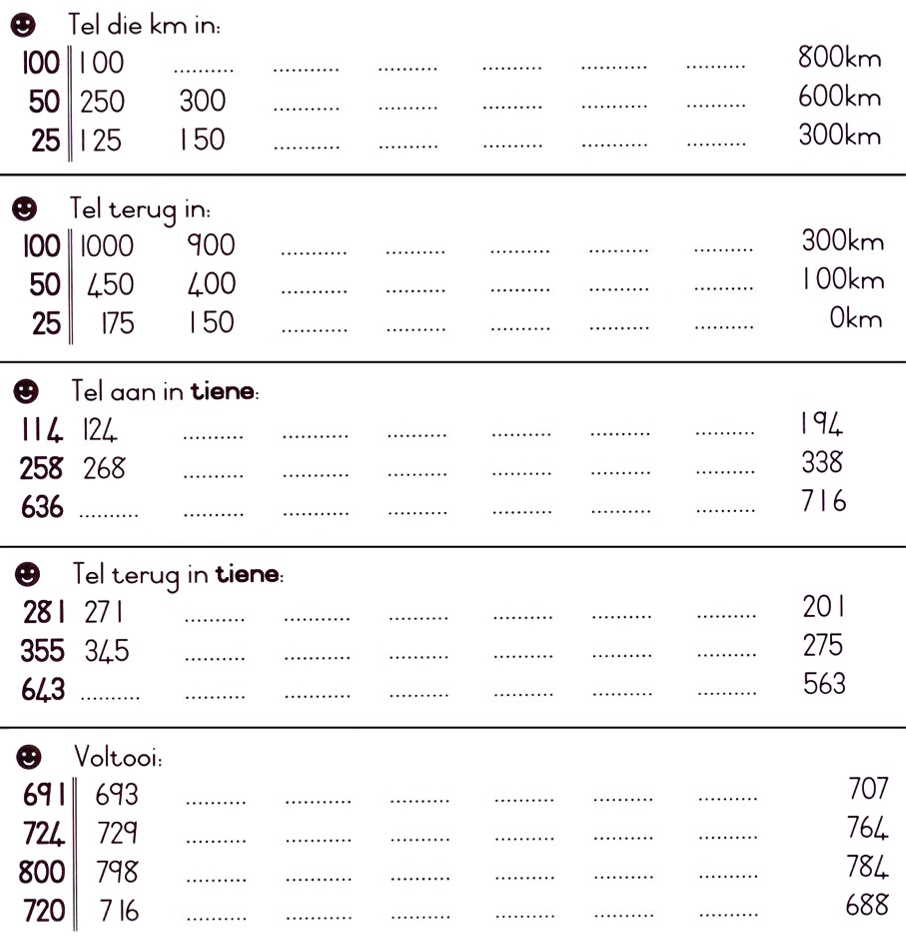 Tel die km in:
100 100 .......... ........... .......... .......... ........... .......... 800km
50 250 300 ........... .......... .......... ........... .......... 600km
25 125 150 ........... .......... .......... ........... .......... 300km
Tel terug in:
100 1000 900 ........... .......... .......... .......... .......... 300km
50 450 400 ........... .......... .......... .......... .......... 100km
25 175 150 ........... .......... .......... .......... .......... 0km
Tel aan in tiene:
114 124 .......... ........... .......... .......... .......... .......... 194
258 268 .......... ........... .......... .......... .......... .......... 338
636 .......... .......... ........... .......... .......... .......... .......... 716
Tel terug in tiene:
281 271 .......... ........... .......... .......... .......... .......... 201
355 345 .......... ........... .......... .......... .......... .......... 275
643 .......... .......... ........... .......... .......... .......... .......... 563
Voltooi:
691 693 .......... ........... .......... .......... .......... .......... 707
724 729 .......... ........... .......... .......... .......... .......... 764
800 798 .......... ........... .......... .......... .......... .......... 784
720 716 .......... ........... .......... .......... .......... .......... 688